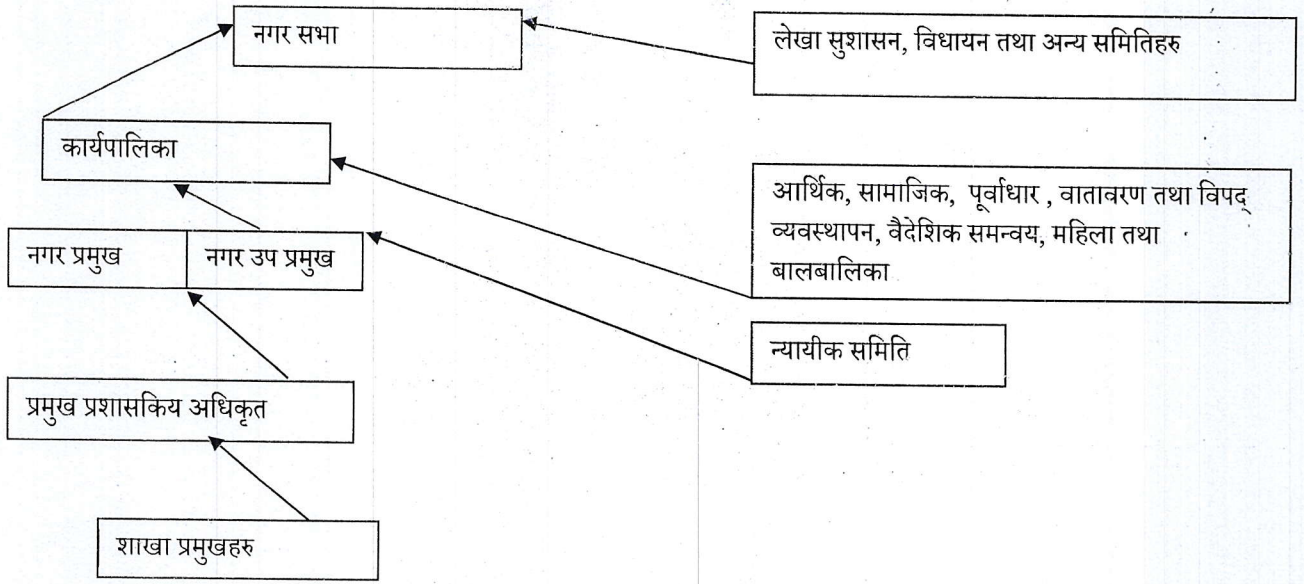 नगर सभा
लेखा सुशासन, विधायन तथा अन्य समितिहरु
कार्यपालिका
आर्थिक, सामाजिक, पूर्वाधार , वातावरण तथा विपद्
व्यवस्थापन, वैदेशिक समन्वय, महिला तथा
बालबालिका
नगर प्रमुख
नगर उप प्रमुख
न्यायीक समिति
प्रमुख प्रशासकिय अधिकृत
शाखा प्रमुखहरु